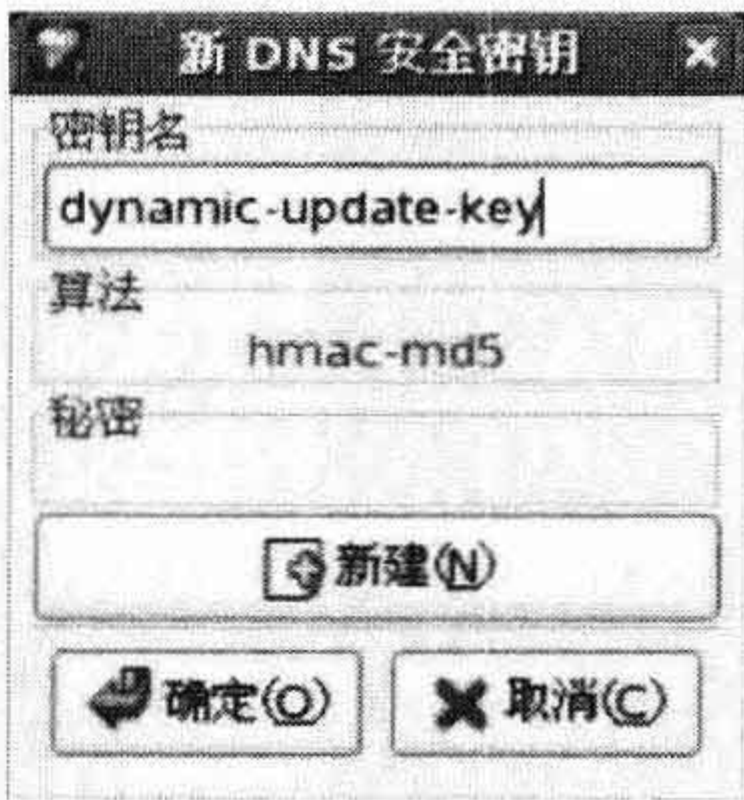 新 DNS 安全密钥
密钥名
dynamic-update-key
算法
hmac-md5
秘密
新建(N)
确定(O)
取消(C)